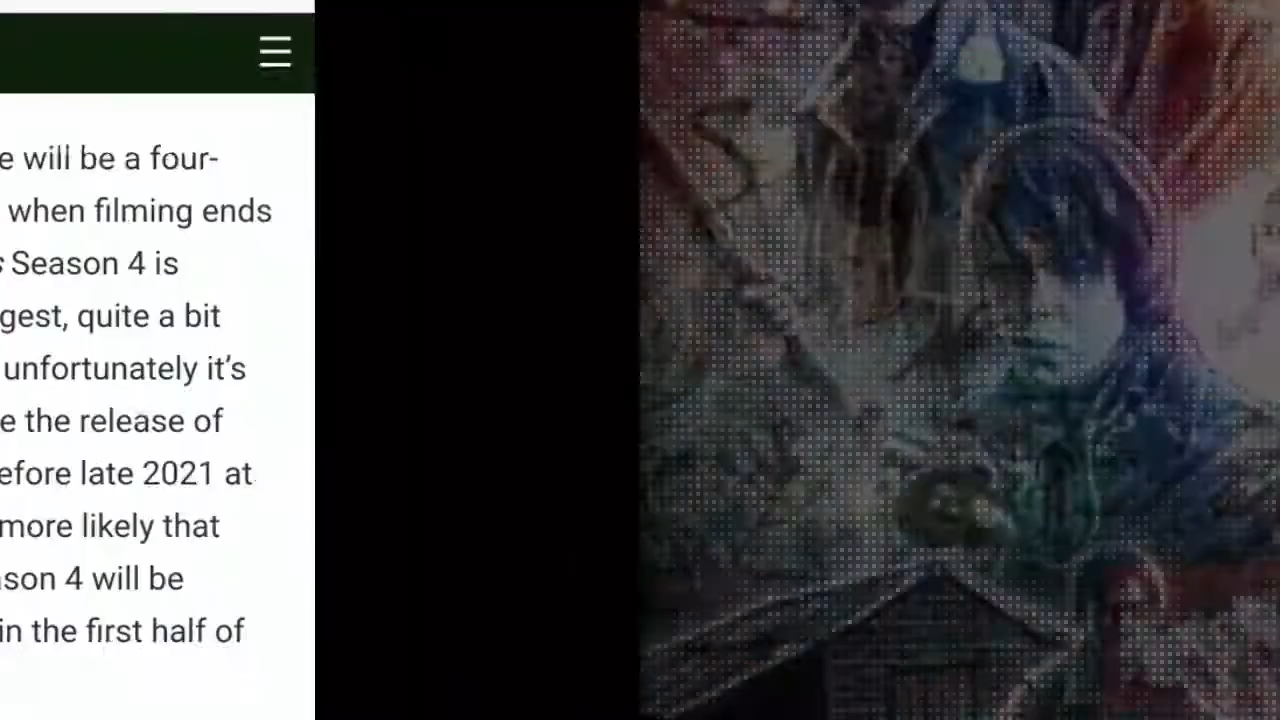 e will be a four-
when filming ends
s Season 4 is
gest, quite a bit
unfortunately it's
e the release of
efore late 2021 at
more likely that
ason 4 will be
in the first half of